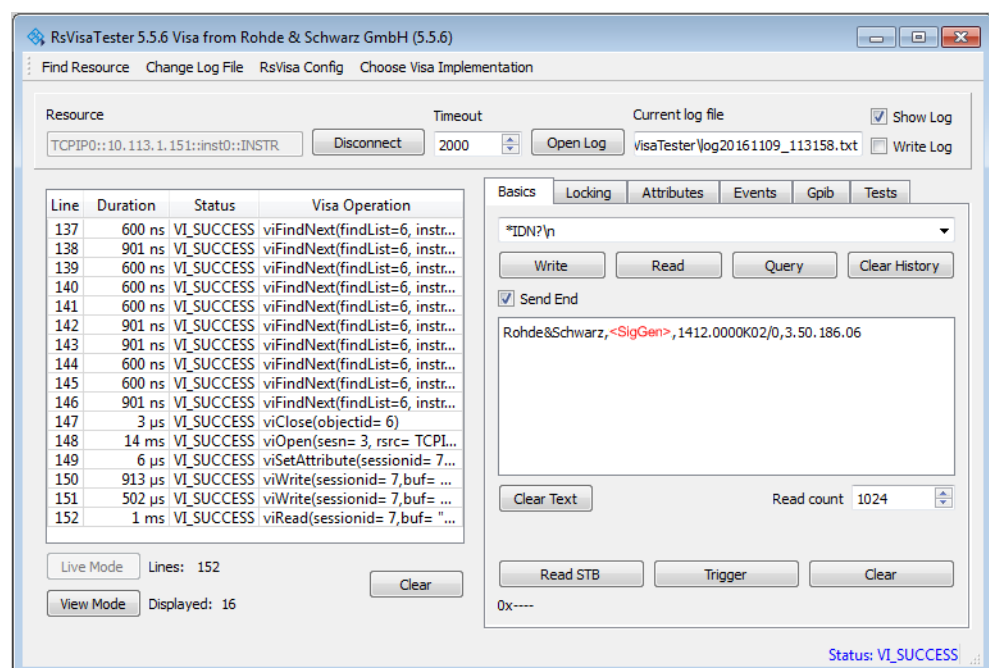 RsVisaTester 5.5.6 Visa from Rohde & Schwarz GmbH (5.5.6)
Find Resource Change Log File RsVisa Config Choose Visa Implementation
Resource Timeout Current log file Show Log
TCPIP0::10.113.1.151::inst0::INSTR Disconnect 2000 Open Log VisaTester\log20161109_113158.txt Write Log
Line Duration Status Visa Operation
137 600 ns VI_SUCCESS viFindNext(findList=6, instr...
138 901 ns VI_SUCCESS viFindNext(findList=6, instr...
139 600 ns VI_SUCCESS viFindNext(findList=6, instr...
140 600 ns VI_SUCCESS viFindNext(findList=6, instr...
141 600 ns VI_SUCCESS viFindNext(findList=6, instr...
142 901 ns VI_SUCCESS viFindNext(findList=6, instr...
143 901 ns VI_SUCCESS viFindNext(findList=6, instr...
144 600 ns VI_SUCCESS viFindNext(findList=6, instr...
145 600 ns VI_SUCCESS viFindNext(findList=6, instr...
146 901 ns VI_SUCCESS viFindNext(findList=6, instr...
147 3 µs VI_SUCCESS viClose(objectid= 6)
148 14 ms VI_SUCCESS viOpen(sesn= 3, rsrc= TCPI...
149 6 µs VI_SUCCESS viSetAttribute(sessionid= 7...
150 913 µs VI_SUCCESS viWrite(sessionid= 7,buf= ...
151 502 µs VI_SUCCESS viWrite(sessionid= 7,buf= ...
152 1 ms VI_SUCCESS viRead(sessionid= 7,buf= "...
Live Mode Lines: 152
Clear
View Mode Displayed: 16
Basics Locking Attributes Events Gpib Tests
*IDN?\n
Write Read Query Clear History
Send End
Rohde&Schwarz,<SigGen>,1412.0000K02/0,3.50.186.06
Clear Text Read count 1024
Read STB Trigger Clear
0x----
Status: VI_SUCCESS